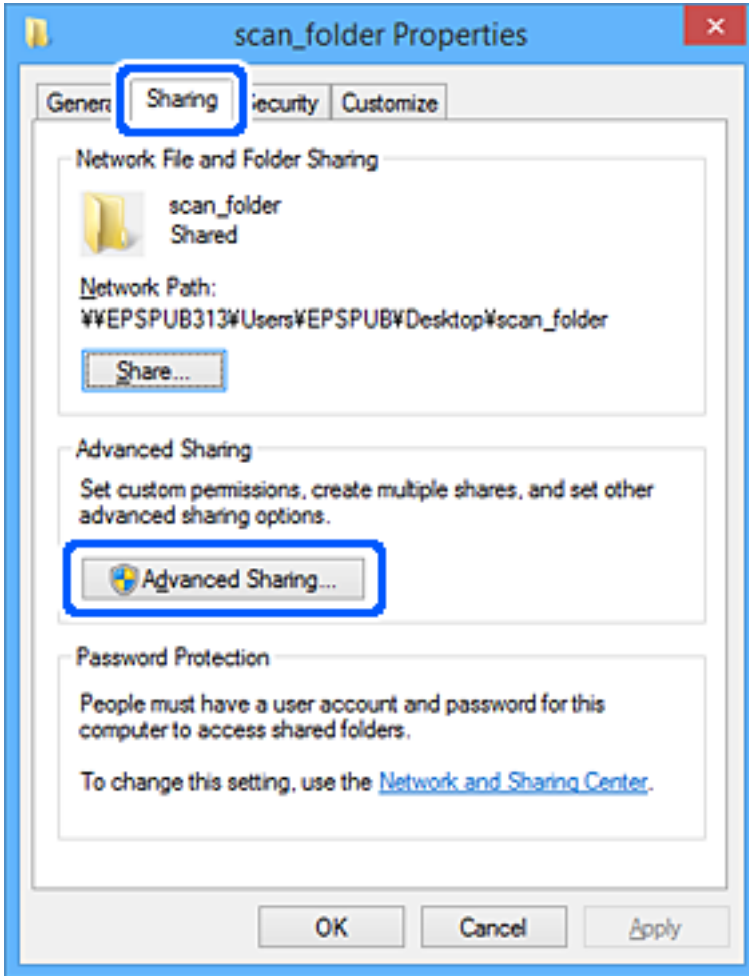 scan_folder Properties
Sharing Customize
Network File and Folder Sharing
scan_folder
Shared
Network Path:
¥¥EPSPUB313¥Users¥EPSPUB¥Desktop¥scan_folder
Share...
Advanced Sharing
Set custom permissions, create multiple shares, and set other
advanced sharing options.
Advanced Sharing...
Password Protection
People must have a user account and password for this
computer to access shared folders.
To change this setting, use the Network and Sharing Center.
OK Cancel Apply